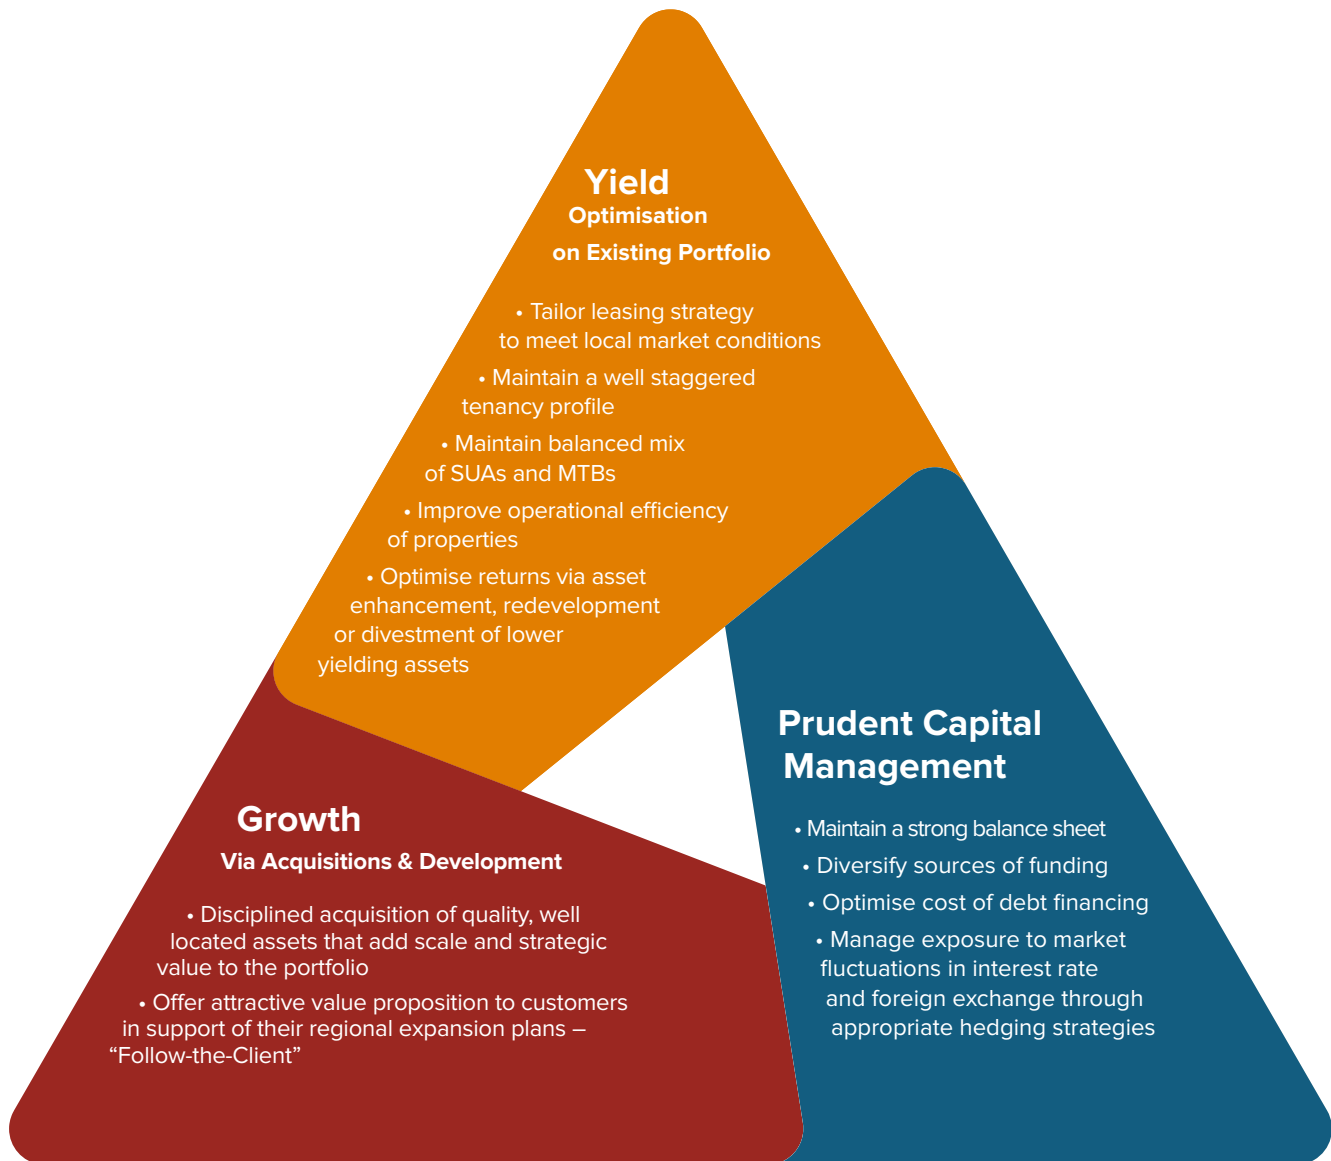 Yield
Optimisation
on Existing Portfolio
• Tailor leasing strategy
to meet local market conditions
• Maintain a well staggered
tenancy profile
• Maintain balanced mix
of SUAs and MTBs
• Improve operational efficiency
of properties
• Optimise returns via asset
enhancement, redevelopment
or divestment of lower
yielding assets
Growth
Via Acquisitions & Development
• Disciplined acquisition of quality, well
located assets that add scale and strategic
value to the portfolio
• Offer attractive value proposition to customers
in support of their regional expansion plans –
“Follow-the-Client”
Prudent Capital
Management
• Maintain a strong balance sheet
• Diversify sources of funding
• Optimise cost of debt financing
• Manage exposure to market
fluctuations in interest rate
and foreign exchange through
appropriate hedging strategies